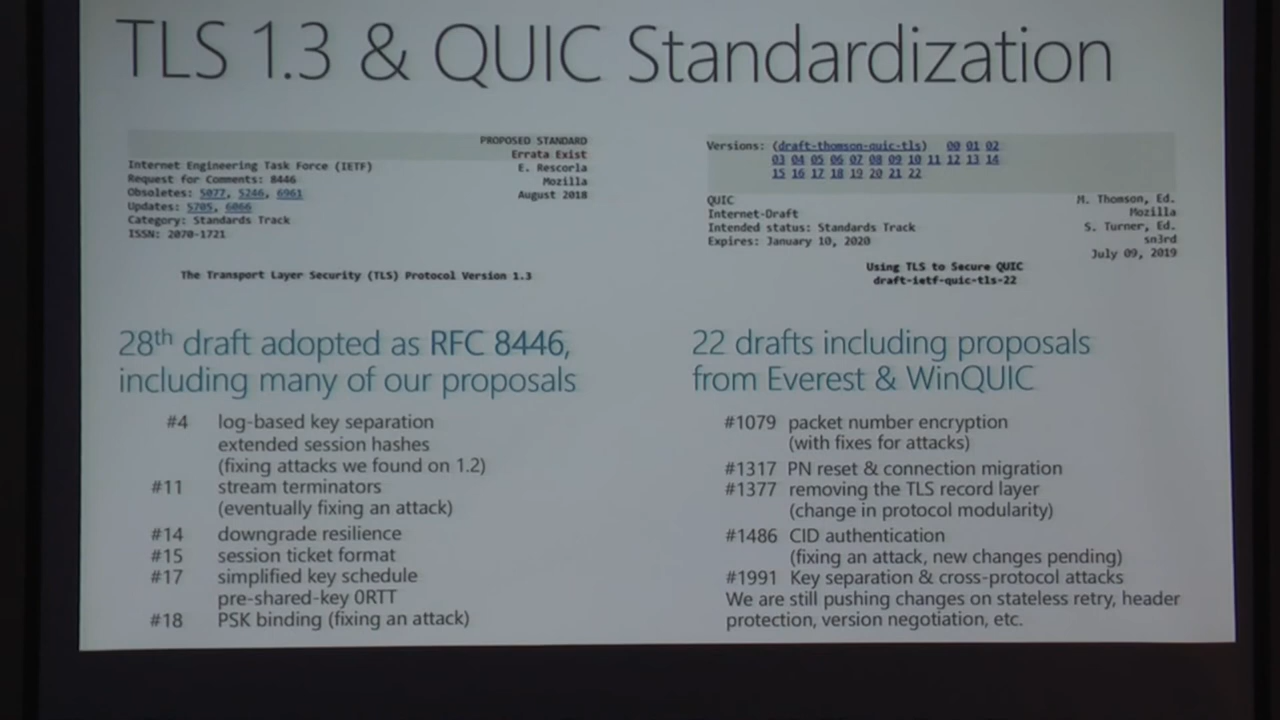 TLS 1.3 & QUIC Standardization
PROPOSED STANDARD
Errata Exist
Internet Engineering Task Force (IETF) E. Rescorla
Request for Comments: 8446 Mozilla
Obsoletes: 5077, 5246, 6961 August 2018
Updates: 5705, 6066
Category: Standards Track
ISSN: 2070-1721
The Transport Layer Security (TLS) Protocol Version 1.3
28th draft adopted as RFC 8446,
including many of our proposals
#4 log-based key separation
extended session hashes
(fixing attacks we found on 1.2)
#11 stream terminators
(eventually fixing an attack)
#14 downgrade resilience
#15 session ticket format
#17 simplified key schedule
pre-shared-key 0RTT
#18 PSK binding (fixing an attack)
Versions: (draft-thomson-quic-tls) 00 01 02
03 04 05 06 07 08 09 10 11 12 13 14
15 16 17 18 19 20 21 22
QUIC M. Thomson, Ed.
Internet-Draft Mozilla
Intended status: Standards Track S. Turner, Ed.
Expires: January 10, 2020 sn3rd
July 09, 2019
Using TLS to Secure QUIC
draft-ietf-quic-tls-22
22 drafts including proposals
from Everest & WinQUIC
#1079 packet number encryption
(with fixes for attacks)
#1317 PN reset & connection migration
#1377 removing the TLS record layer
(change in protocol modularity)
#1486 CID authentication
(fixing an attack, new changes pending)
#1991 Key separation & cross-protocol attacks
We are still pushing changes on stateless retry, header
protection, version negotiation, etc.